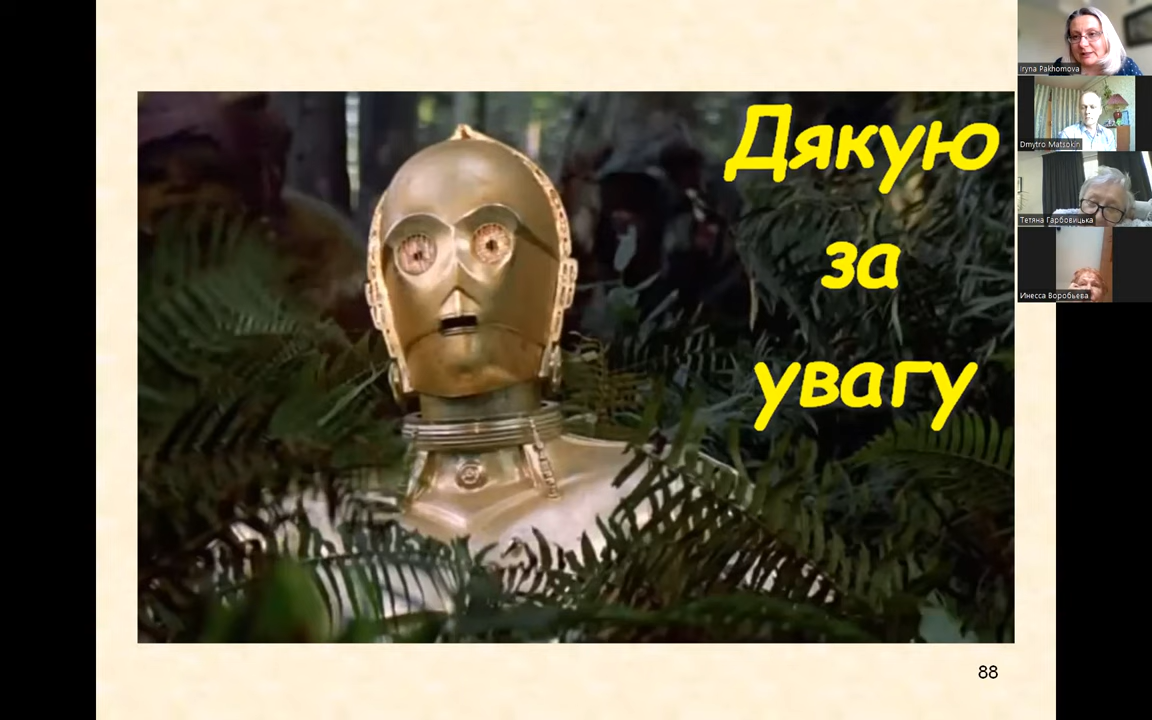 Дякую
за
увагу
88
Iryna Pakhomova
Dmytro Matsokin
Тетяна Гарбовицька
Инесса Воробьева